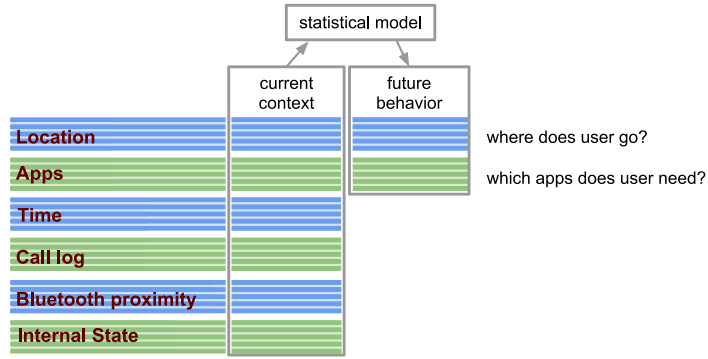 statistical model
current
context
future
behavior
Location
where does user go?
Apps
which apps does user need?
Time
Call log
Bluetooth proximity
Internal State